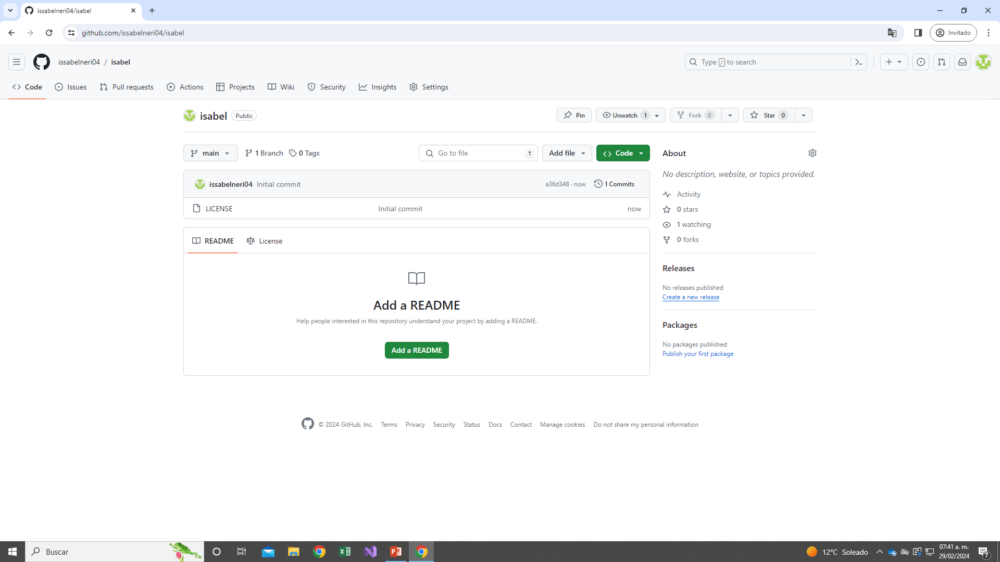 issabelneri04/isabel
github.com/issabelneri04/isabel
Invitado
issabelneri04 / isabel
Type / to search
Code Issues Pull requests Actions Projects Wiki Security Insights Settings
isabel Public
Pin Unwatch 1 Fork 0 Star 0
main 1 Branch 0 Tags Go to file t Add file Code
About
No description, website, or topics provided.
issabelneri04 Initial commit a36d348 · now 1 Commits
LICENSE Initial commit now
Activity
0 stars
1 watching
0 forks
README License
Releases
No releases published
Create a new release
Add a README
Help people interested in this repository understand your project by adding a README.
Add a README
Packages
No packages published
Publish your first package
© 2024 GitHub, Inc. Terms Privacy Security Status Docs Contact Manage cookies Do not share my personal information
Buscar
12°C Soleado
07:41 a. m.
29/02/2024
7